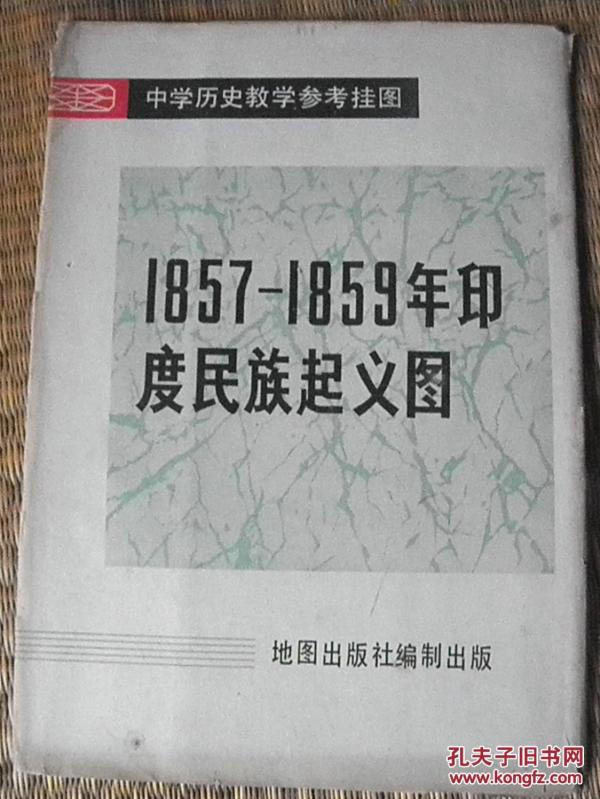 中学历史教学参考挂图
1857-1859年印
度民族起义图
地图出版社编制出版
孔夫子旧书网
www.kongfz.com